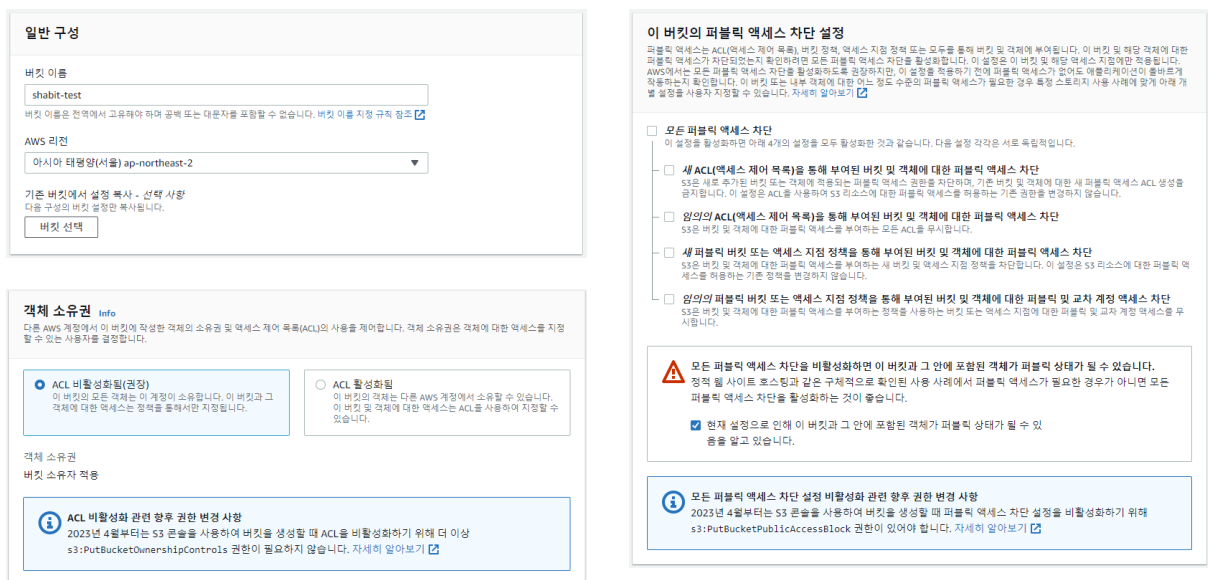 일반 구성
버킷 이름
shabit-test
버킷 이름은 전역에서 고유해야 하며 공백 또는 대문자를 포함할 수 없습니다. 버킷 이름 지정 규칙 참조
AWS 리전
아시아 태평양(서울) ap-northeast-2
기존 버킷에서 설정 복사 - 선택 사항
다음 구성의 버킷 설정만 복사됩니다.
버킷 선택
객체 소유권 Info
다른 AWS 계정에서 이 버킷에 작성한 객체의 소유권 및 액세스 제어 목록(ACL)의 사용을 제어합니다. 객체 소유권은 객체에 대한 액세스를 지정
할 수 있는 사용자를 결정합니다.
ACL 비활성화됨(권장)
이 버킷의 모든 객체는 이 계정이 소유합니다. 이 버킷과 그
객체에 대한 액세스는 정책을 통해서만 지정됩니다.
ACL 활성화됨
이 버킷의 객체는 다른 AWS 계정에서 소유할 수 있습니다.
이 버킷 및 객체에 대한 액세스는 ACL을 사용하여 지정할 수
있습니다.
객체 소유권
버킷 소유자 적용
ACL 비활성화 관련 향후 권한 변경 사항
2023년 4월부터는 S3 콘솔을 사용하여 버킷을 생성할 때 ACL을 비활성화하기 위해 더 이상
s3:PutBucketOwnershipControls 권한이 필요하지 않습니다. 자세히 알아보기
이 버킷의 퍼블릭 액세스 차단 설정
퍼블릭 액세스는 ACL(액세스 제어 목록), 버킷 정책, 액세스 지점 정책 또는 모두를 통해 버킷 및 객체에 부여됩니다. 이 버킷 및 해당 객체에 대한
퍼블릭 액세스가 차단되었는지 확인하려면 모든 퍼블릭 액세스 차단을 활성화합니다. 이 설정은 이 버킷 및 해당 액세스 지점에만 적용됩니다.
AWS에서는 모든 퍼블릭 액세스 차단을 활성화하도록 권장하지만, 이 설정을 적용하기 전에 퍼블릭 액세스가 없어도 애플리케이션이 올바르게
작동하는지 확인합니다. 이 버킷 또는 내부 객체에 대한 어느 정도 수준의 퍼블릭 액세스가 필요한 경우 특정 스토리지 사용 사례에 맞게 아래 개
별 설정을 사용자 지정할 수 있습니다. 자세히 알아보기
모든 퍼블릭 액세스 차단
이 설정을 활성화하면 아래 4개의 설정을 모두 활성화한 것과 같습니다. 다음 설정 각각은 서로 독립적입니다.
새 ACL(액세스 제어 목록)을 통해 부여된 버킷 및 객체에 대한 퍼블릭 액세스 차단
S3은 새로 추가된 버킷 또는 객체에 적용되는 퍼블릭 액세스 권한을 차단하며, 기존 버킷 및 객체에 대한 새 퍼블릭 액세스 ACL 생성을
금지합니다. 이 설정은 ACL을 사용하여 S3 리소스에 대한 퍼블릭 액세스를 허용하는 기존 권한을 변경하지 않습니다.
임의의 ACL(액세스 제어 목록)을 통해 부여된 버킷 및 객체에 대한 퍼블릭 액세스 차단
S3은 버킷 및 객체에 대한 퍼블릭 액세스를 부여하는 모든 ACL을 무시합니다.
새 퍼블릭 버킷 또는 액세스 지점 정책을 통해 부여된 버킷 및 객체에 대한 퍼블릭 액세스 차단
S3은 버킷 및 객체에 대한 퍼블릭 액세스를 부여하는 새 버킷 및 액세스 지점 정책을 차단합니다. 이 설정은 S3 리소스에 대한 퍼블릭 액
세스를 허용하는 기존 정책을 변경하지 않습니다.
임의의 퍼블릭 버킷 또는 액세스 지점 정책을 통해 부여된 버킷 및 객체에 대한 퍼블릭 및 교차 계정 액세스 차단
S3은 버킷 및 객체에 대한 퍼블릭 액세스를 부여하는 정책을 사용하는 버킷 또는 액세스 지점에 대한 퍼블릭 및 교차 계정 액세스를 무
시합니다.
모든 퍼블릭 액세스 차단을 비활성화하면 이 버킷과 그 안에 포함된 객체가 퍼블릭 상태가 될 수 있습니다.
정적 웹 사이트 호스팅과 같은 구체적으로 확인된 사용 사례에서 퍼블릭 액세스가 필요한 경우가 아니면 모든
퍼블릭 액세스 차단을 활성화하는 것이 좋습니다.
현재 설정으로 인해 이 버킷과 그 안에 포함된 객체가 퍼블릭 상태가 될 수 있
음을 알고 있습니다.
모든 퍼블릭 액세스 차단 설정 비활성화 관련 향후 권한 변경 사항
2023년 4월부터는 S3 콘솔을 사용하여 버킷을 생성할 때 퍼블릭 액세스 차단 설정을 비활성화하기 위해
s3:PutBucketPublicAccessBlock 권한이 있어야 합니다. 자세히 알아보기